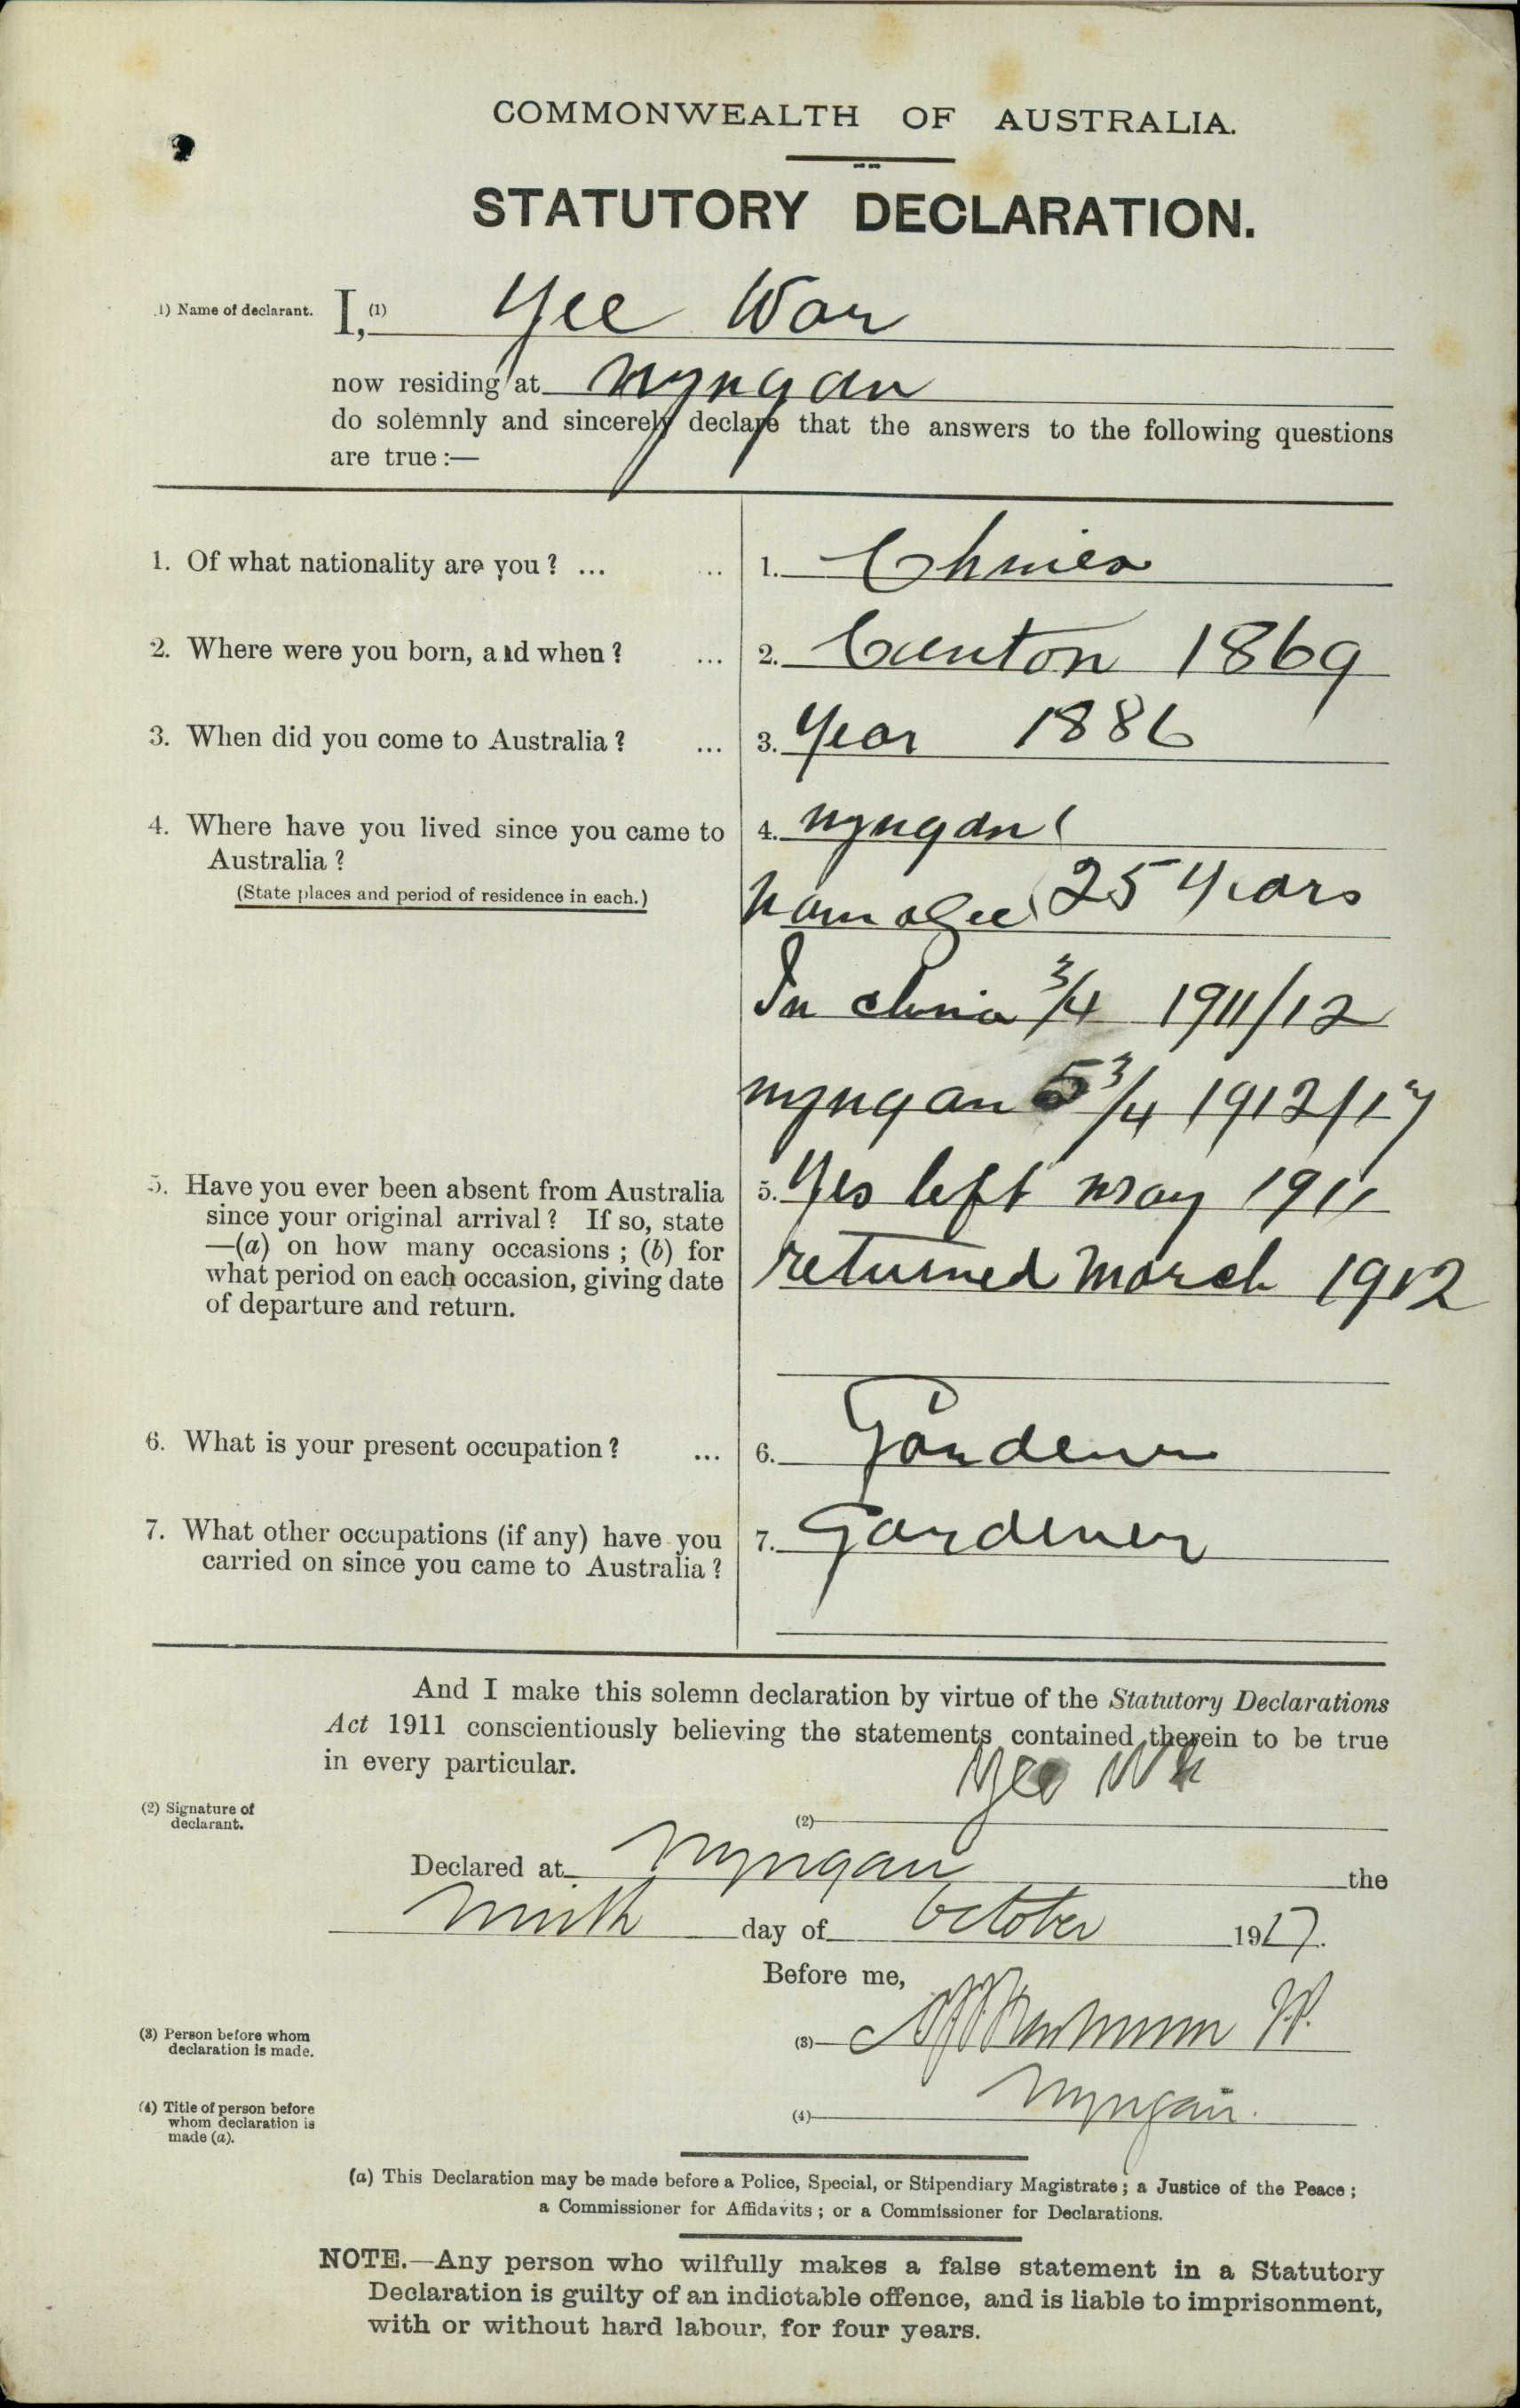 COMMONWEALTH OF AUSTRALIA.
STATUTORY DECLARATION.
1) Name of declarant. I, (1) Yee War
now residing at Nyngan
do solemnly and sincerely declare that the answers to the following questions
are true :—
1. Of what nationality are you ? ... ... 1. Chines
2. Where were you born, and when ? ... 2. Canton 1869
3. When did you come to Australia ? ... 3. Year 1886
4. Where have you lived since you came to 4. Nyngan (
Australia ?
(State places and period of residence in each.) 25 Years
In china 3/4 1911/12
nyngan 5 3/4 1912/17
5. Have you ever been absent from Australia 5. Yes left may 1911
since your original arrival ? If so, state
—(a) on how many occasions ; (b) for returned March 1912
what period on each occasion, giving date
of departure and return.
6. What is your present occupation ? ... 6. Gardener
7. What other occupations (if any) have you 7. Gardener
carried on since you came to Australia ?
And I make this solemn declaration by virtue of the Statutory Declarations
Act 1911 conscientiously believing the statements contained therein to be true
in every particular.
(2) Signature of
declarant. (2) Yee
Declared at Nyngan the
ninth day of October 1917.
Before me,
(3) Person before whom
declaration is made. (3) J.P.
(4) Title of person before
whom declaration is
made (a). (4) Nyngan.
(a) This Declaration may be made before a Police, Special, or Stipendiary Magistrate ; a Justice of the Peace ;
a Commissioner for Affidavits ; or a Commissioner for Declarations.
NOTE.—Any person who wilfully makes a false statement in a Statutory
Declaration is guilty of an indictable offence, and is liable to imprisonment,
with or without hard labour, for four years.